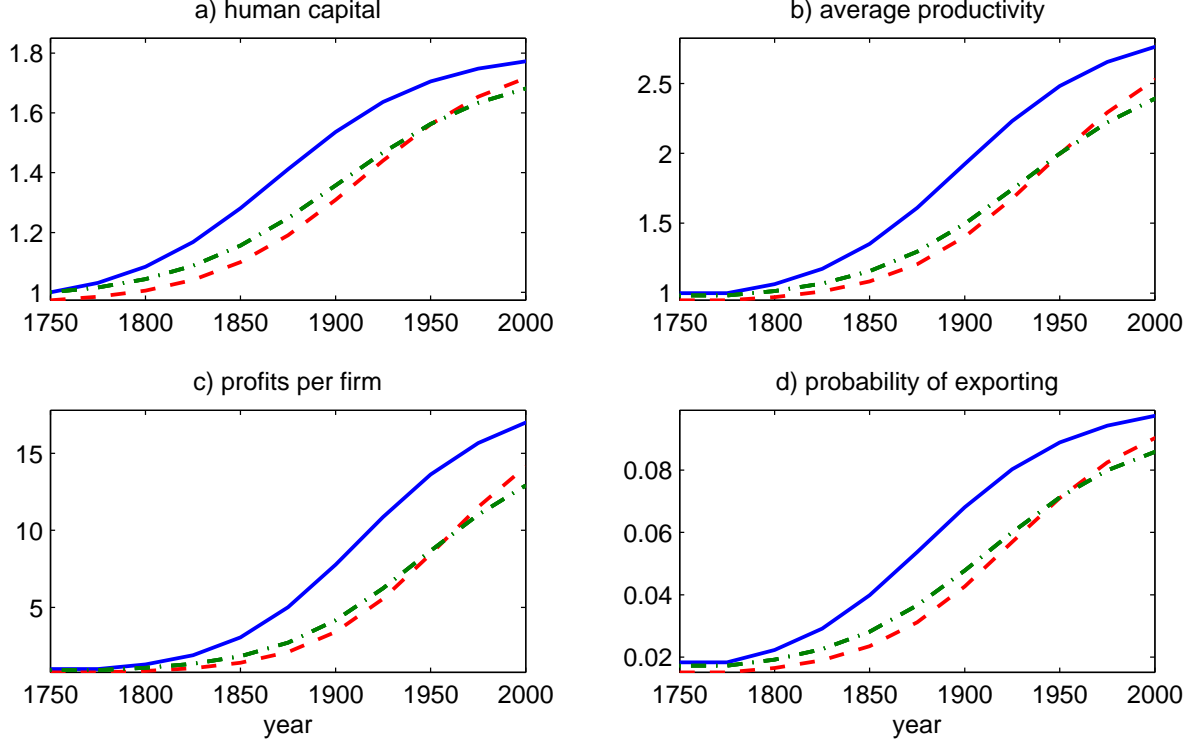 a) human capital
1.8
1.6
1.4
1.2
1
1750 1800 1850 1900 1950 2000
b) average productivity
2.5
2
1.5
1
1750 1800 1850 1900 1950 2000
c) profits per firm
15
10
5
1750 1800 1850 1900 1950 2000
year
d) probability of exporting
0.08
0.06
0.04
0.02
1750 1800 1850 1900 1950 2000
year